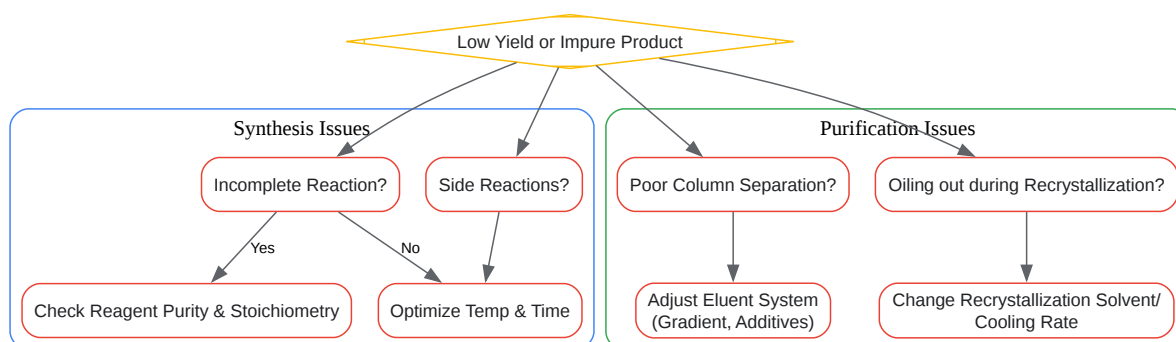 Low Yield or Impure Product
Synthesis Issues
Purification Issues
Incomplete Reaction?
Side Reactions?
Poor Column Separation?
Oiling out during Recrystallization?
Yes
No
Check Reagent Purity & Stoichiometry
Optimize Temp & Time
Adjust Eluent System
(Gradient, Additives)
Change Recrystallization Solvent/
Cooling Rate